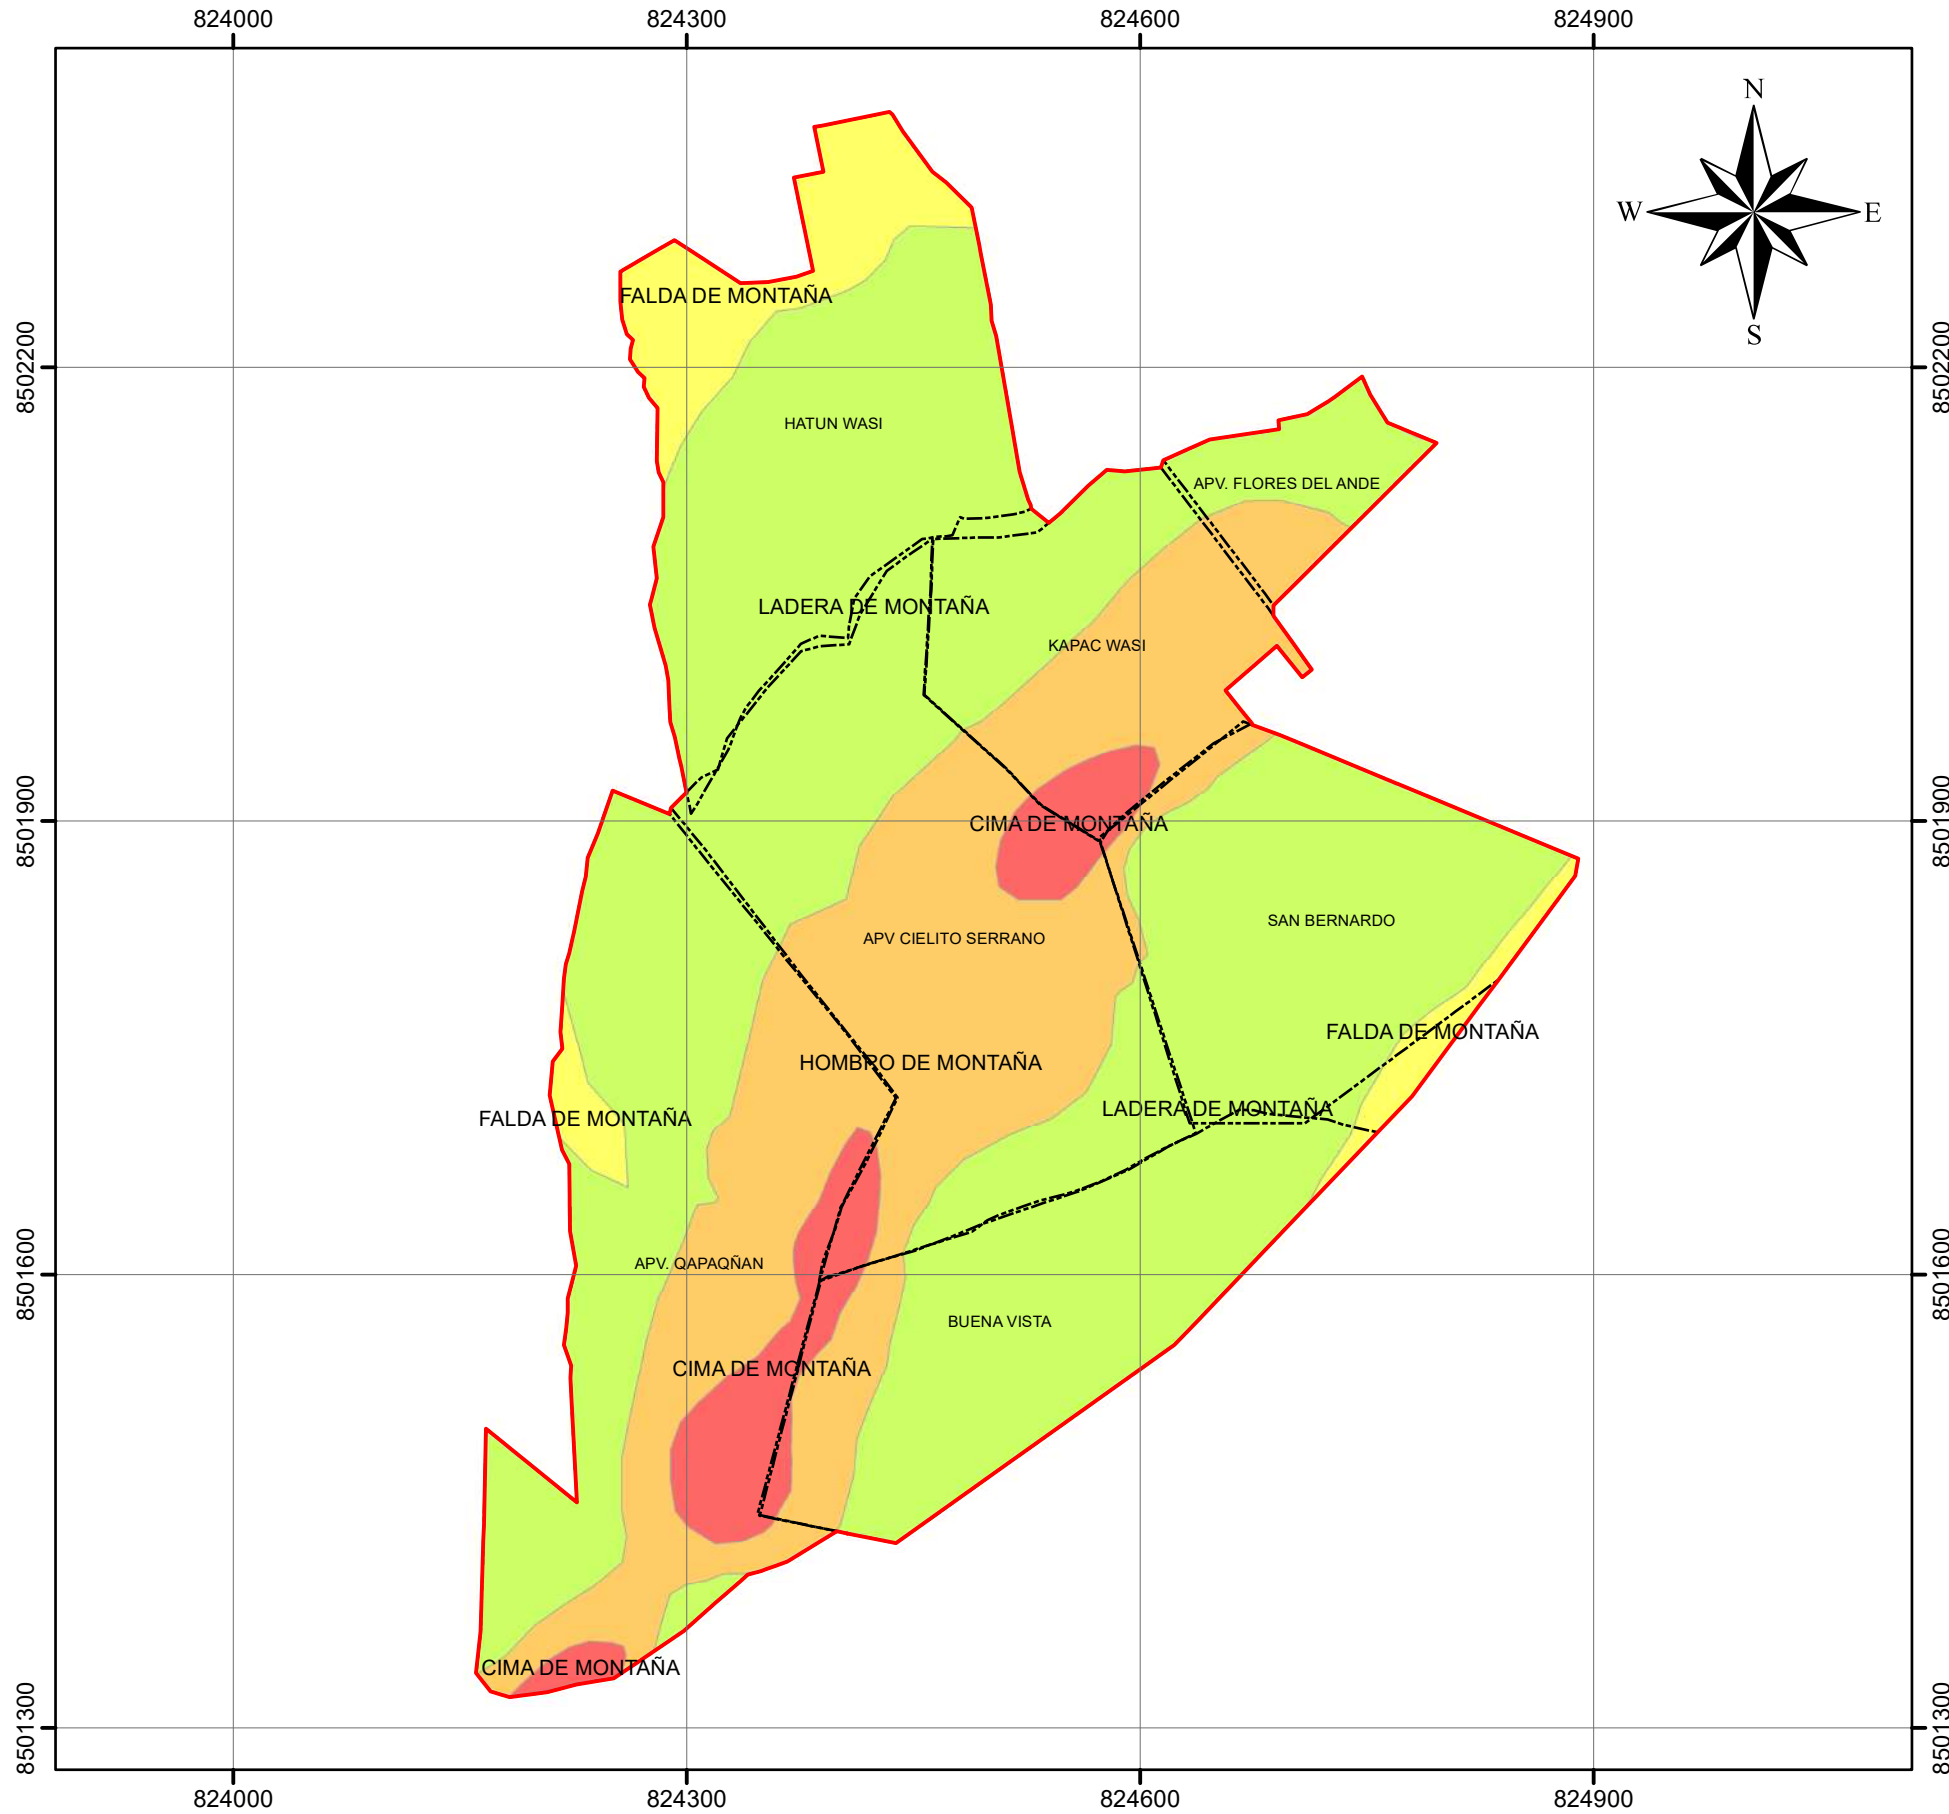 824000
824300
824600
824900
N
W
E
S
FALDA DE MONTAÑA
8502200
8502200
HATUN WASI
APV. FLORES DEL ANDE
LADERA DE MONTAÑA
KAPAC WASI
8501900
CIMA DE MONTAÑA
8501900
SAN BERNARDO
APV CIELITO SERRANO
FALDA DE MONTAÑA
HOMBRO DE MONTAÑA
LADERA DE MONTAÑA
FALDA DE MONTAÑA
APV. QAPAQÑAN
8501600
8501600
BUENA VISTA
CIMA DE MONTAÑA
CIMA DE MONTAÑA
8501300
8501300
824000
824300
824600
824900